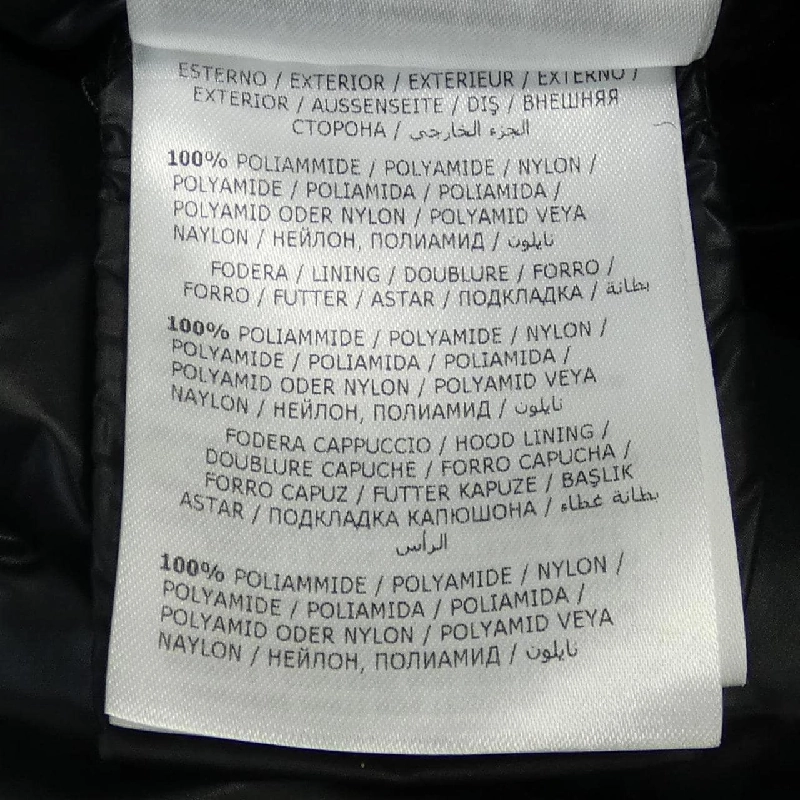 ESTERNO / EXTERIOR / EXTERIEUR / EXTERNO /
EXTERIOR / AUSSENSEITE / DIŞ / ВНЕШНЯЯ
СТОРОНА / الجزء الخارجي
100% POLIAMMIDE / POLYAMIDE / NYLON /
POLYAMIDE / POLIAMIDA / POLIAMIDA /
POLYAMID ODER NYLON / POLYAMID VEYA
NAYLON / НЕЙЛОН, ПОЛИАМИД / نايلون
FODERA / LINING / DOUBLURE / FORRO /
FORRO / FUTTER / ASTAR / ПОДКЛАДКА / بطانة
100% POLIAMMIDE / POLYAMIDE / NYLON /
POLYAMIDE / POLIAMIDA / POLIAMIDA /
POLYAMID ODER NYLON / POLYAMID VEYA
NAYLON / НЕЙЛОН, ПОЛИАМИД / نايلون
FODERA CAPPUCCIO / HOOD LINING /
DOUBLURE CAPUCHE / FORRO CAPUCHA /
FORRO CAPUZ / FUTTER KAPUZE / BAŞLIK
ASTAR / ПОДКЛАДКА КАПЮШОНА / بطانة غطاء
الرأس
100% POLIAMMIDE / POLYAMIDE / NYLON /
POLYAMIDE / POLIAMIDA / POLIAMIDA /
POLYAMID ODER NYLON / POLYAMID VEYA
NAYLON / НЕЙЛОН, ПОЛИАМИД / نايلون